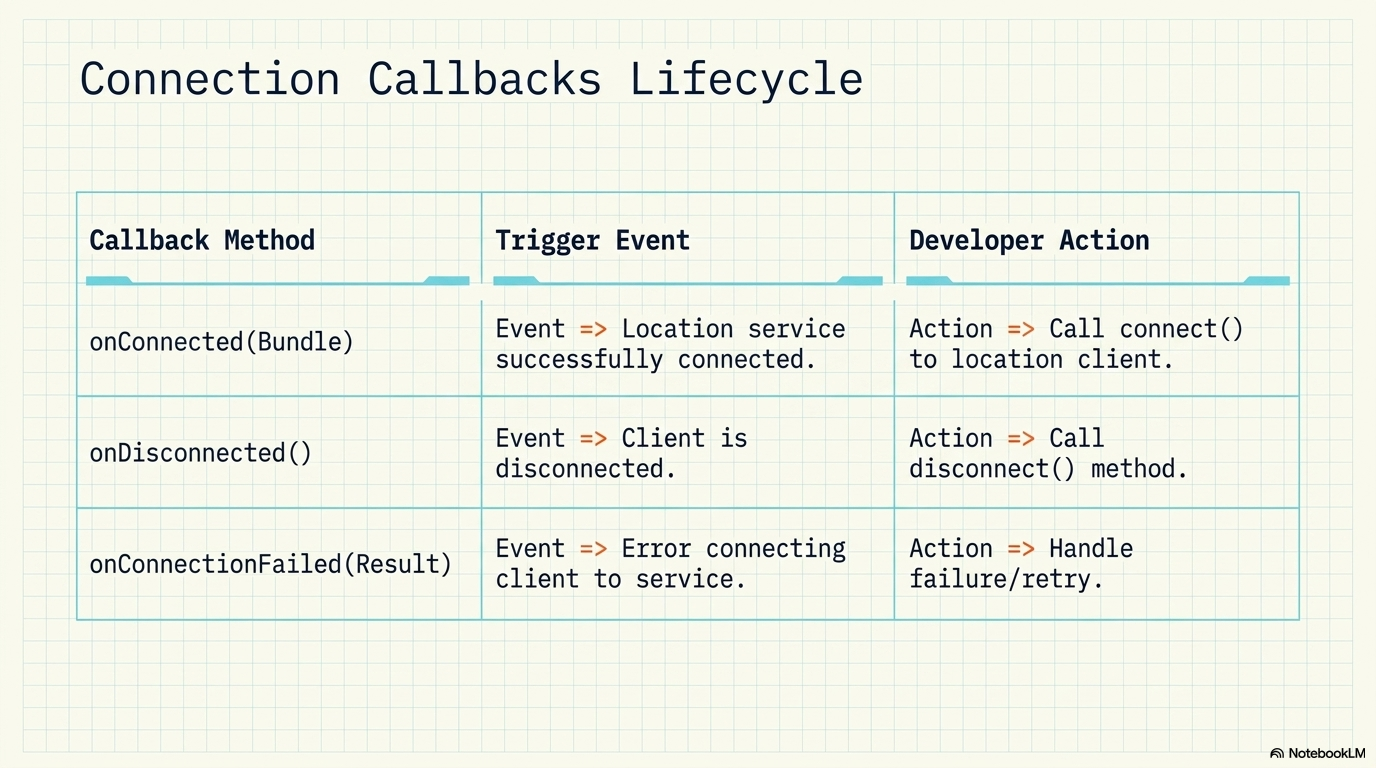 Connection Callbacks Lifecycle
Callback Method
Trigger Event
Developer Action
onConnected(Bundle)
Event => Location service
successfully connected.
Action => Call connect()
to location client.
onDisconnected()
Event => Client is
disconnected.
Action => Call
disconnect() method.
onConnectionFailed(Result)
Event => Error connecting
client to service.
Action => Handle
failure/retry.
NotebookLM